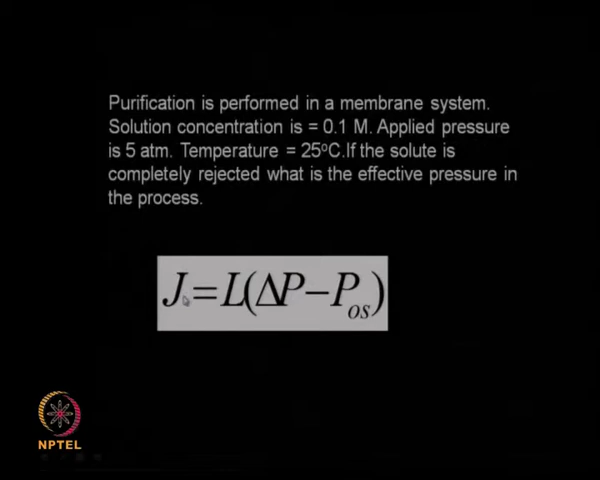 Purification is performed in a membrane system.
Solution concentration is = 0.1 M. Applied pressure
is 5 atm. Temperature = 25°C.If the solute is
completely rejected what is the effective pressure in
the process.
J=L(ΔP−P_os)
NPTEL